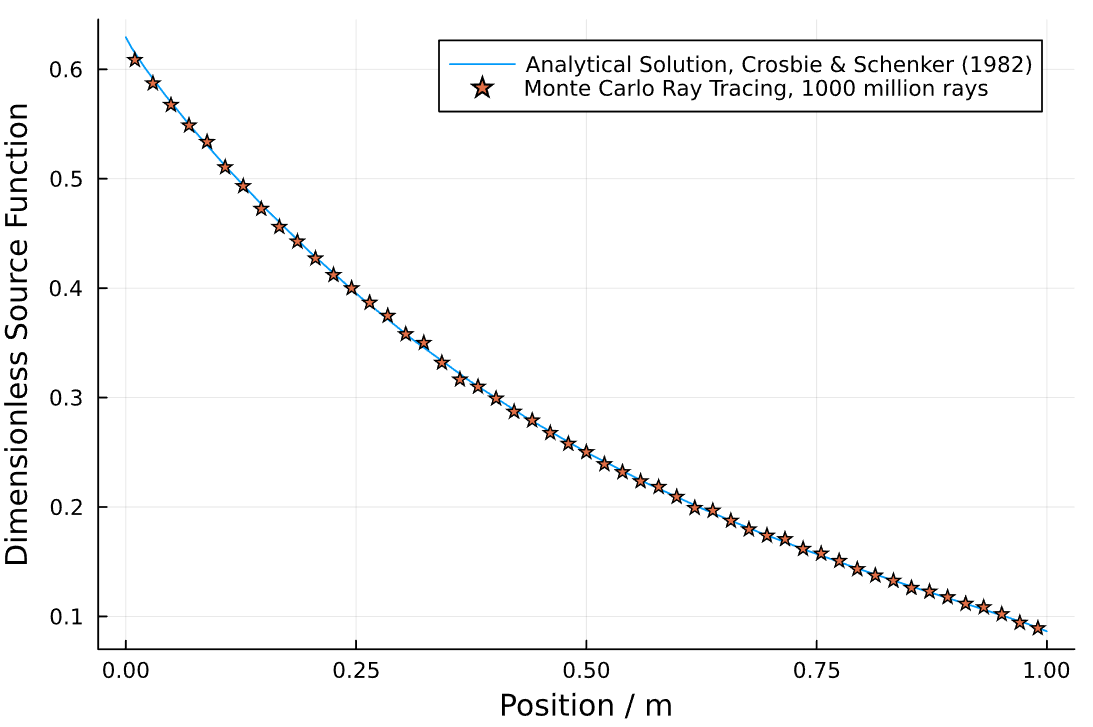 Dimensionless Source Function
0.6
0.5
0.4
0.3
0.2
0.1
Analytical Solution, Crosbie & Schenker (1982)
Monte Carlo Ray Tracing, 1000 million rays
0.00
0.25
0.50
0.75
1.00
Position / m